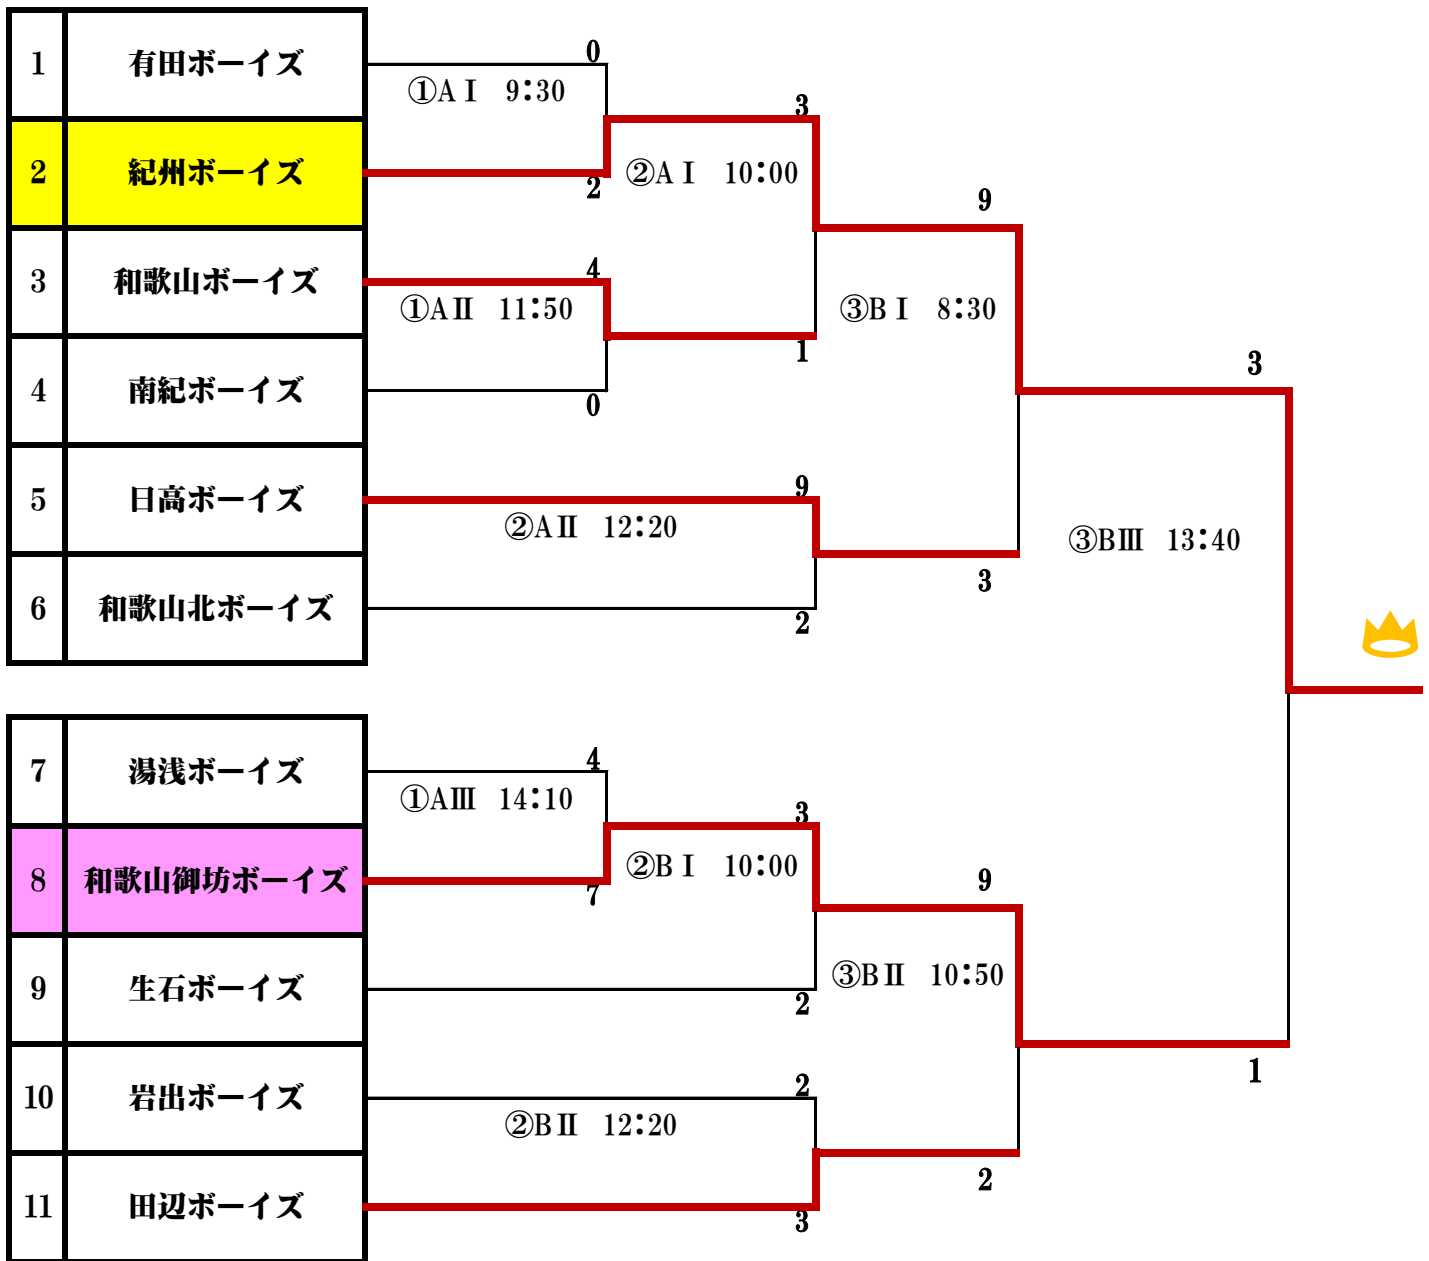 1 有田ボーイズ
0
①AⅠ 9:30
3
2 紀州ボーイズ
2
②AⅠ 10:00
9
3 和歌山ボーイズ
4
①AⅡ 11:50
③BⅠ 8:30
1
3
4 南紀ボーイズ
0
5 日高ボーイズ
9
②AⅡ 12:20
③BⅢ 13:40
3
6 和歌山北ボーイズ
2
7 湯浅ボーイズ
4
①AⅢ 14:10
3
8 和歌山御坊ボーイズ
7
②BⅠ 10:00
9
9 生石ボーイズ
2
③BⅡ 10:50
1
10 岩出ボーイズ
2
②BⅡ 12:20
2
11 田辺ボーイズ
3